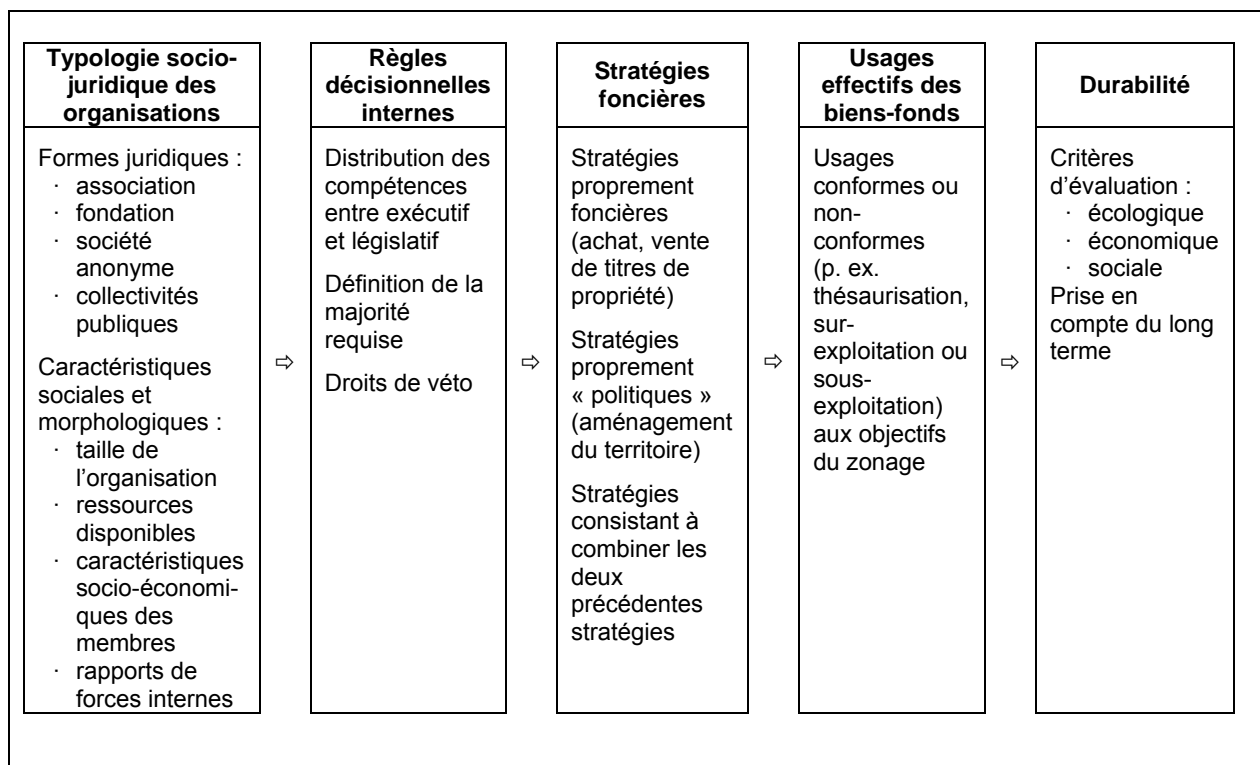 Typologie socio-
juridique des
organisations
Formes juridiques :
· association
· fondation
· société
anonyme
· collectivités
publiques
Caractéristiques
sociales et
morphologiques :
· taille de
l'organisation
· ressources
disponibles
· caractéristiques
socio-économi-
ques des
membres
· rapports de
forces internes
⇨
Règles
décisionnelles
internes
Distribution des
compétences
entre exécutif
et législatif
Définition de la
majorité
requise
Droits de véto
⇨
Stratégies
foncières
Stratégies
proprement
foncières
(achat, vente
de titres de
propriété)
Stratégies
proprement
« politiques »
(aménagement
du territoire)
Stratégies
consistant à
combiner les
deux
précédentes
stratégies
⇨
Usages
effectifs des
biens-fonds
Usages
conformes ou
non-
conformes
(p. ex.
thésaurisation,
sur-
exploitation ou
sous-
exploitation)
aux objectifs
du zonage
⇨
Durabilité
Critères
d'évaluation :
· écologique
· économique
· sociale
Prise en
compte du long
terme